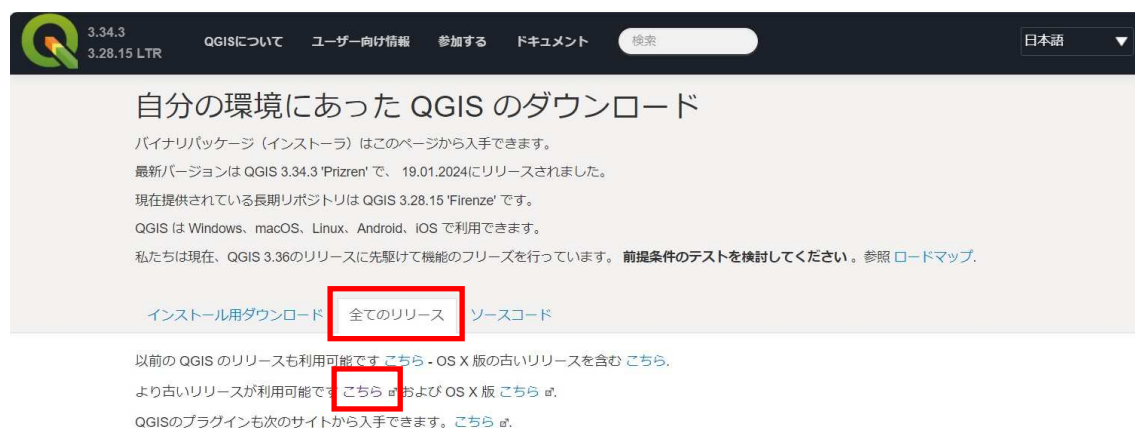 3.34.3
3.28.15 LTR
QGISについて ユーザー向け情報 参加する ドキュメント 検索 日本語
自分の環境にあった QGIS のダウンロード
バイナリパッケージ（インストーラ）はこのページから入手できます。
最新バージョンは QGIS 3.34.3 'Prizren' で、 19.01.2024にリリースされました。
現在提供されている長期リポジトリは QGIS 3.28.15 'Firenze' です。
QGIS は Windows、macOS、Linux、Android、iOS で利用できます。
私たちは現在、QGIS 3.36のリリースに先駆けて機能のフリーズを行っています。 前提条件のテストを検討してください 。参照 ロードマップ.
インストール用ダウンロード 全てのリリース ソースコード
以前の QGIS のリリースも利用可能です こちら - OS X 版の古いリリースを含む こちら.
より古いリリースが利用可能です こちら および OS X 版 こちら .
QGISのプラグインも次のサイトから入手できます。こちら .